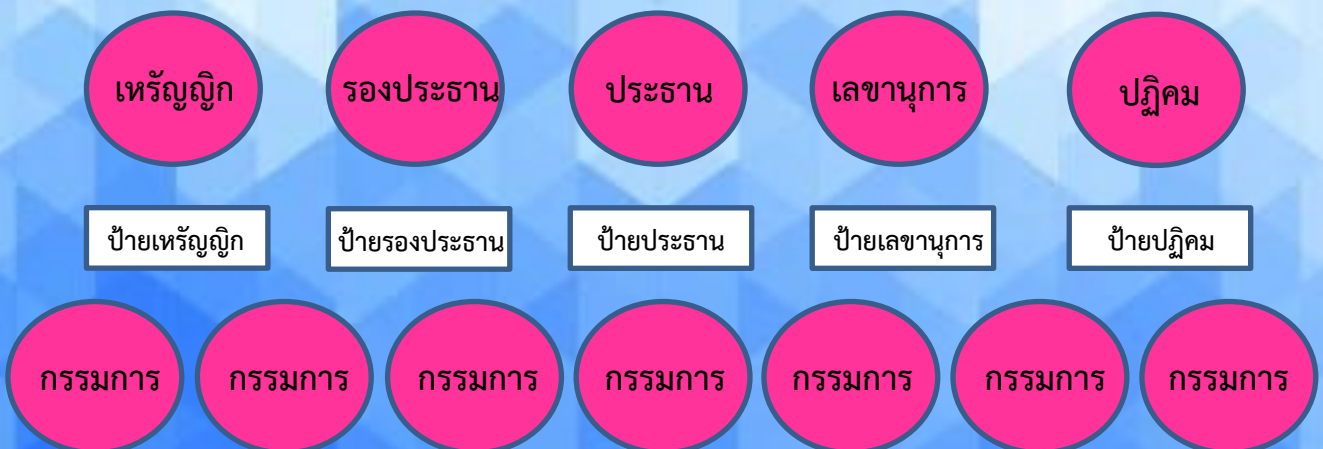 เหรัญญิก
รองประธาน
ประธาน
เลขานุการ
ปฏิคม
ป้ายเหรัญญิก
ป้ายรองประธาน
ป้ายประธาน
ป้ายเลขานุการ
ป้ายปฏิคม
กรรมการ
กรรมการ
กรรมการ
กรรมการ
กรรมการ
กรรมการ
กรรมการ